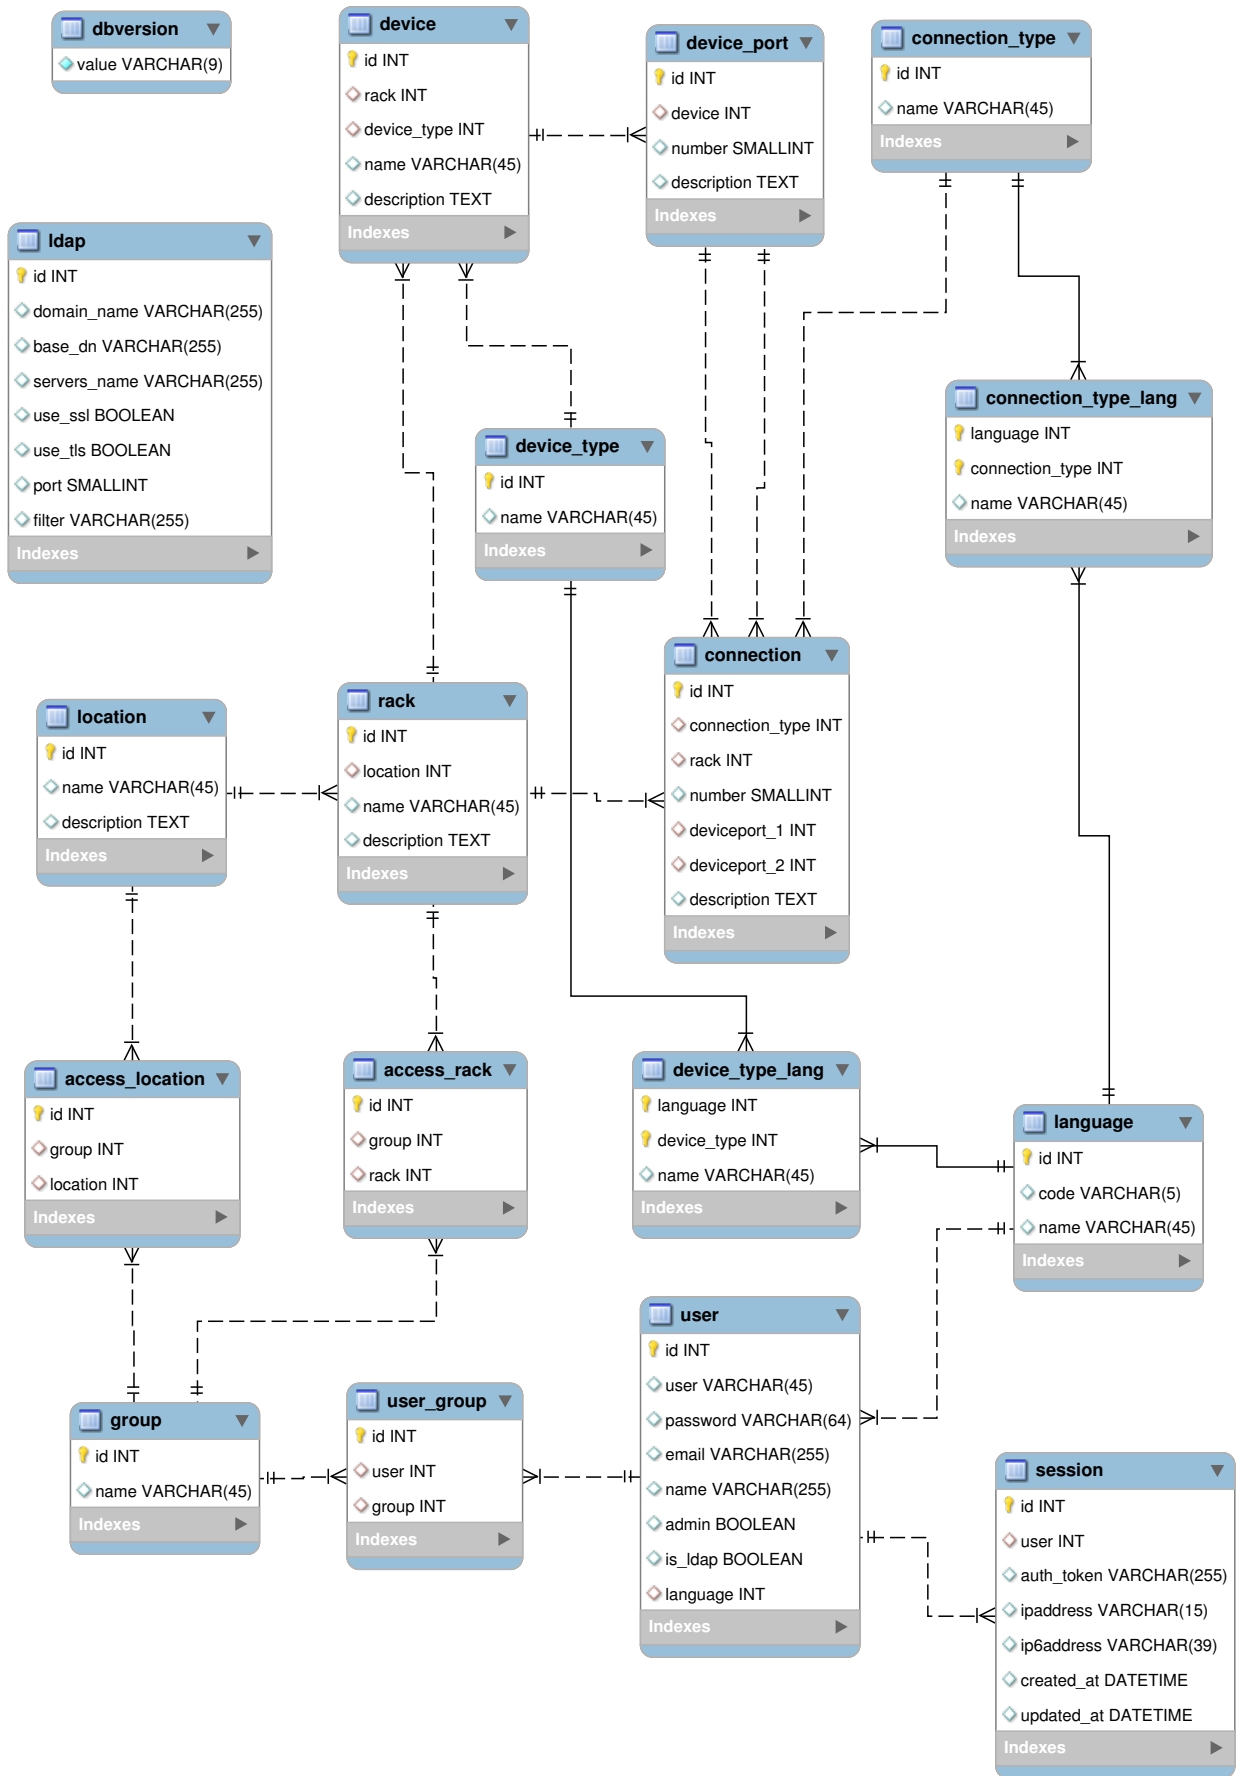 dbversion
value VARCHAR(9)
device
id INT
rack INT
device_type INT
name VARCHAR(45)
description TEXT
Indexes
device_port
id INT
device INT
number SMALLINT
description TEXT
Indexes
connection_type
id INT
name VARCHAR(45)
Indexes
ldap
id INT
domain_name VARCHAR(255)
base_dn VARCHAR(255)
servers_name VARCHAR(255)
use_ssl BOOLEAN
use_tls BOOLEAN
port SMALLINT
filter VARCHAR(255)
Indexes
device_type
id INT
name VARCHAR(45)
Indexes
connection_type_lang
language INT
connection_type INT
name VARCHAR(45)
Indexes
location
id INT
name VARCHAR(45)
description TEXT
Indexes
rack
id INT
location INT
name VARCHAR(45)
description TEXT
Indexes
connection
id INT
connection_type INT
rack INT
number SMALLINT
deviceport_1 INT
deviceport_2 INT
description TEXT
Indexes
access_location
id INT
group INT
location INT
Indexes
access_rack
id INT
group INT
rack INT
Indexes
device_type_lang
language INT
device_type INT
name VARCHAR(45)
Indexes
language
id INT
code VARCHAR(5)
name VARCHAR(45)
Indexes
group
id INT
name VARCHAR(45)
Indexes
user_group
id INT
user INT
group INT
Indexes
user
id INT
user VARCHAR(45)
password VARCHAR(64)
email VARCHAR(255)
name VARCHAR(255)
admin BOOLEAN
is_ldap BOOLEAN
language INT
Indexes
session
id INT
user INT
auth_token VARCHAR(255)
ipaddress VARCHAR(15)
ip6address VARCHAR(39)
created_at DATETIME
updated_at DATETIME
Indexes